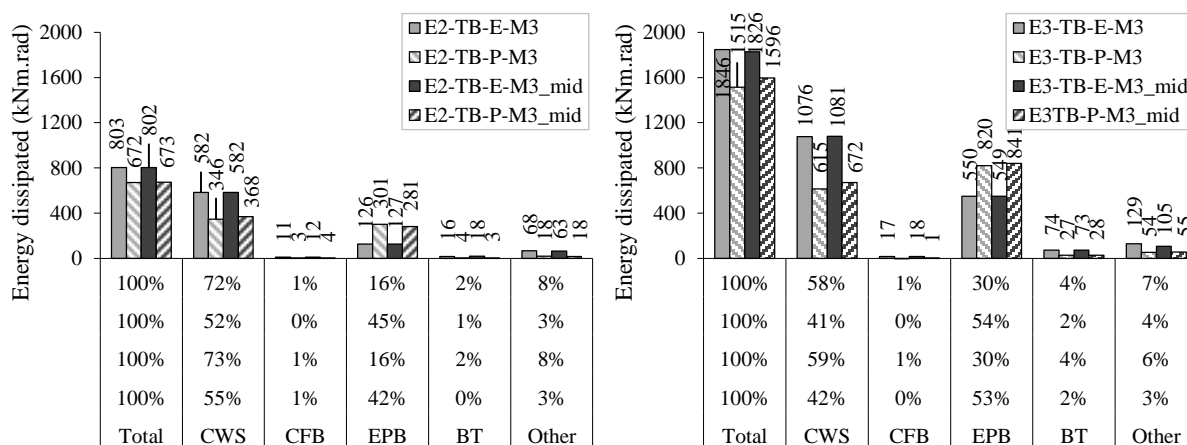 Energy dissipated (kNm.rad)
2000
1600
1200
800
400
0
E2-TB-E-M3
E2-TB-P-M3
E2-TB-E-M3_mid
E2-TB-P-M3_mid
803 672 802 673
582 346 582 368
11 3 12 4
126 301 127 281
16 4 18 3
68 18 63 18
100% 72% 1% 16% 2% 8%
100% 52% 0% 45% 1% 3%
100% 73% 1% 16% 2% 8%
100% 55% 1% 42% 0% 3%
Total CWS CFB EPB BT Other
Energy dissipated (kNm.rad)
2000
1600
1200
800
400
0
E3-TB-E-M3
E3-TB-P-M3
E3-TB-E-M3_mid
E3TB-P-M3_mid
1846 1515 1826 1596
1076 615 1081 672
17 18 1
550 820 549 841
74 27 73 28
129 54 105 55
100% 58% 1% 30% 4% 7%
100% 41% 0% 54% 2% 4%
100% 59% 1% 30% 4% 6%
100% 42% 0% 53% 2% 3%
Total CWS CFB EPB BT Other